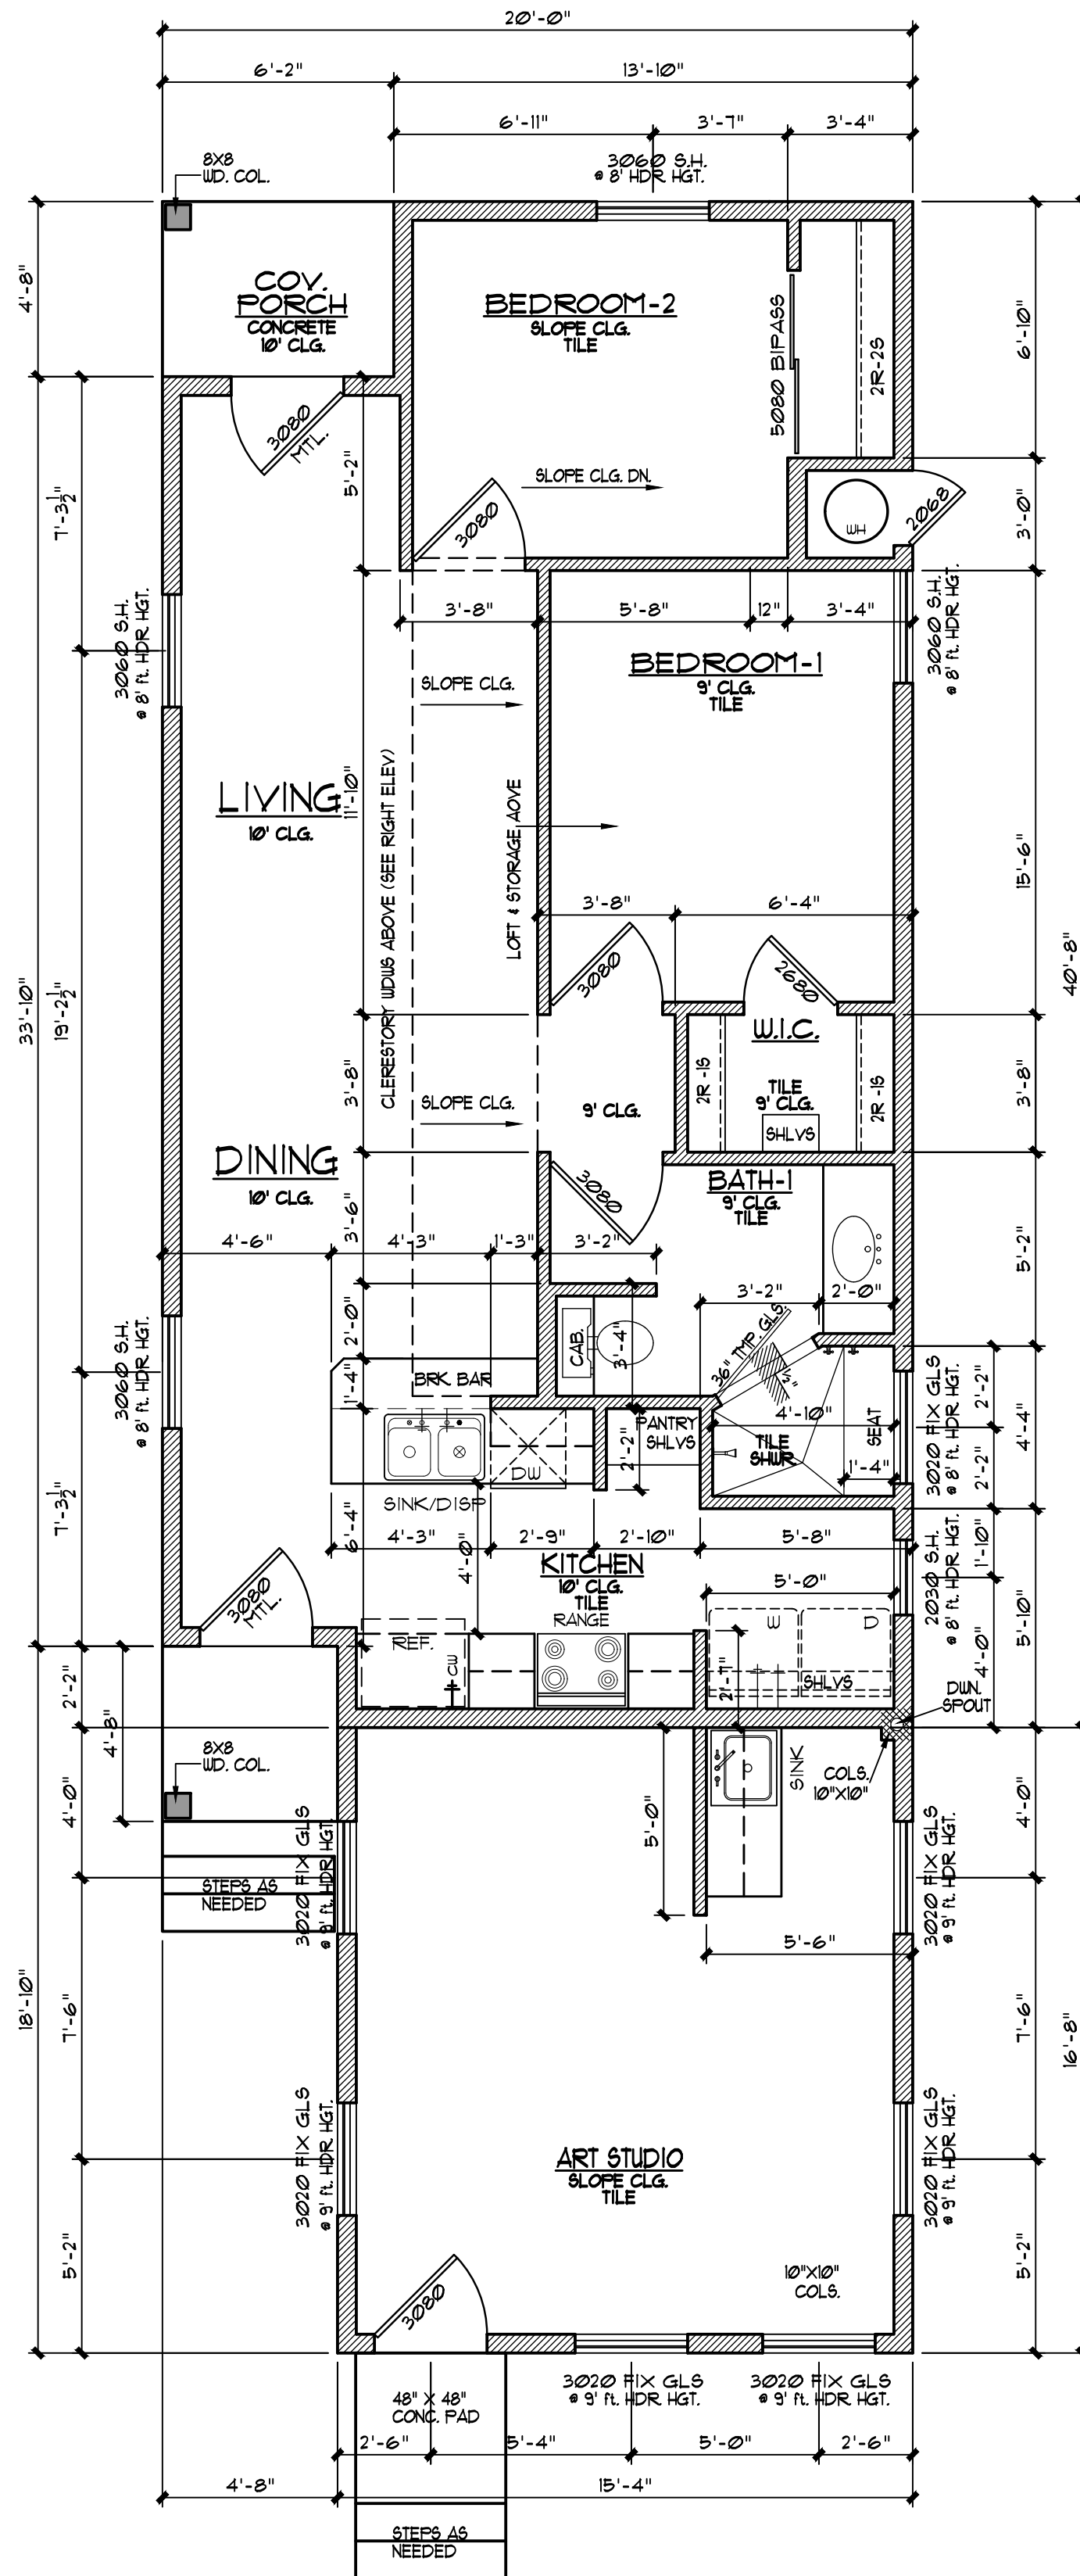 20'-0"
6'-2"
13'-10"
6'-11"
3'-7"
3'-4"
8X8
WD. COL.
3060 S.H.
@ 8' HDR HGT.
4'-8"
COV.
PORCH
CONCRETE
10' CLG.
BEDROOM-2
SLOPE CLG.
TILE
5080 BIPASS
2R-2S
6'-10"
3080
MTL.
5'-2"
7'-3 1/2"
SLOPE CLG. DN.
3080
WH
2068
3'-0"
3060 S.H.
@ 8' ft. HDR HGT.
3'-8"
5'-8"
12"
3'-4"
3060 S.H.
@ 8' ft. HDR HGT.
BEDROOM-1
9' CLG.
TILE
SLOPE CLG.
LIVING
10' CLG.
11'-10"
CLERESTORY WDWS ABOVE (SEE RIGHT ELEV)
LOFT & STORAGE AOVE
15'-6"
40'-8"
33'-10"
19'-2 1/2"
3'-8"
6'-4"
3080
2680
W.I.C.
TILE
9' CLG.
2R -1S
2R -1S
SHLVS
3'-8"
3'-8"
SLOPE CLG.
9' CLG.
DINING
10' CLG.
3080
BATH-1
9' CLG.
TILE
3'-6"
5'-2"
4'-6"
4'-3"
1'-3"
3'-2"
3'-2"
2'-0"
2'-0"
CAB.
3'-4"
36" TMP. GLS.
3060 S.H.
@ 8' ft. HDR HGT.
BRK BAR
1'-4"
4'-10"
SEAT
TILE
SHWR.
1'-4"
3020 FIX GLS
@ 8' ft. HDR HGT.
2'-2"
2'-2"
4'-4"
PANTRY
SHLVS
2'-2"
DW
SINK/DISP
7'-3 1/2"
6'-4"
4'-3"
4'-0"
2'-9"
2'-10"
5'-8"
KITCHEN
10' CLG.
TILE
RANGE
5'-0"
2030 S.H.
@ 8' ft. HDR HGT.
1'-10"
4'-0"
5'-10"
3080
MTL.
REF.
CW
W
D
2'-7"
SHLVS
DWN.
SPOUT
2'-2"
4'-8"
8X8
WD. COL.
SINK
COLS.
10"X10"
4'-0"
5'-0"
4'-0"
3020 FIX GLS
@ 9' ft. HDR HGT.
3020 FIX GLS
@ 9' ft. HDR HGT.
STEPS AS
NEEDED
5'-6"
18'-10"
7'-6"
7'-6"
16'-8"
3020 FIX GLS
@ 9' ft. HDR HGT.
3020 FIX GLS
@ 9' ft. HDR HGT.
ART STUDIO
SLOPE CLG.
TILE
5'-2"
5'-2"
3080
10"X10"
COLS.
3020 FIX GLS
@ 9' ft. HDR HGT.
3020 FIX GLS
@ 9' ft. HDR HGT.
48" X 48"
CONC. PAD
2'-6"
5'-4"
5'-0"
2'-6"
4'-8"
15'-4"
STEPS AS
NEEDED